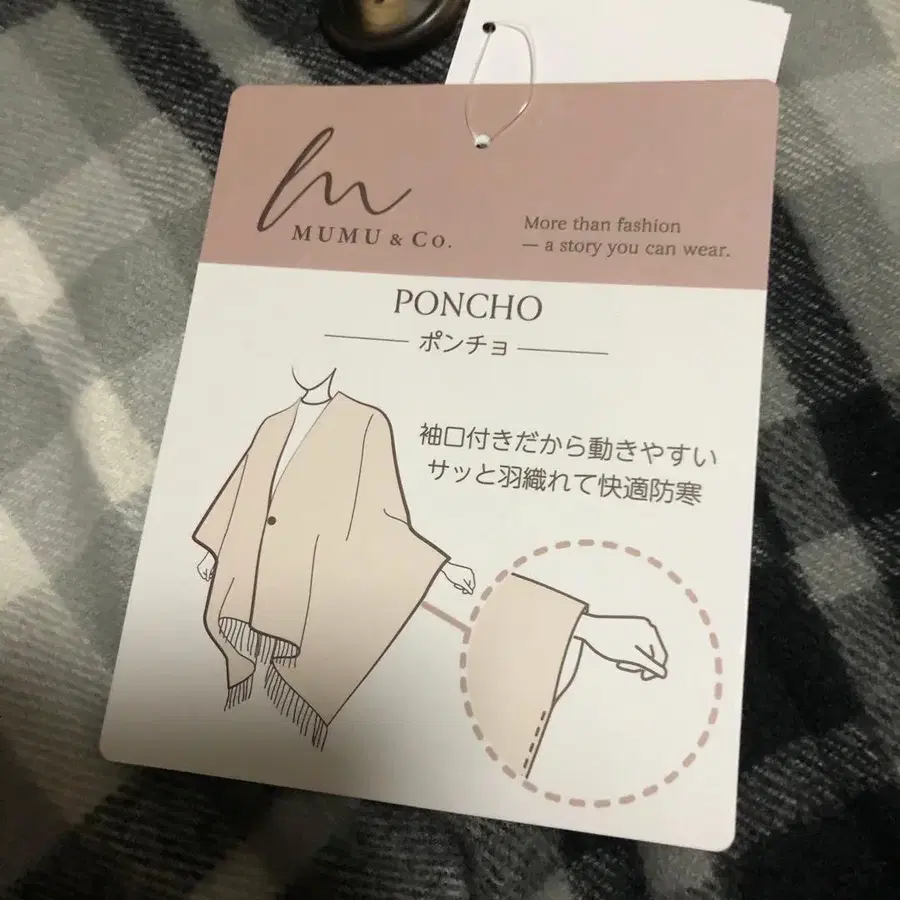 MUMU & Co.
More than fashion
— a story you can wear.
PONCHO
ポンチョ
袖口付きだから動きやすい
サッと羽織れて快適防寒